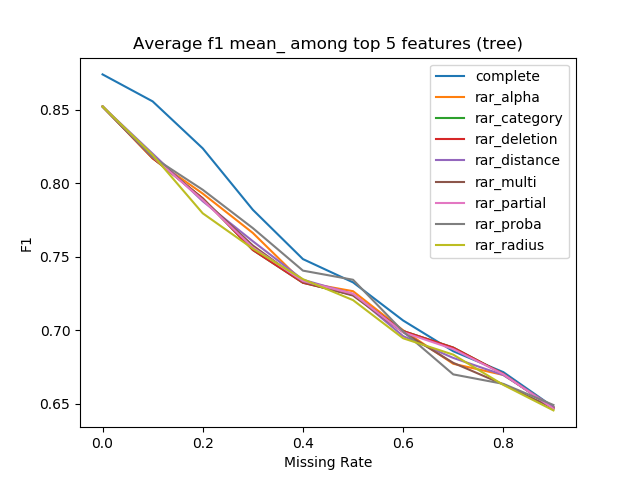 Average f1 mean_ among top 5 features (tree)
complete
rar_alpha
rar_category
rar_deletion
rar_distance
rar_multi
rar_partial
rar_proba
rar_radius
F1
0.85
0.80
0.75
0.70
0.65
0.0
0.2
0.4
0.6
0.8
Missing Rate